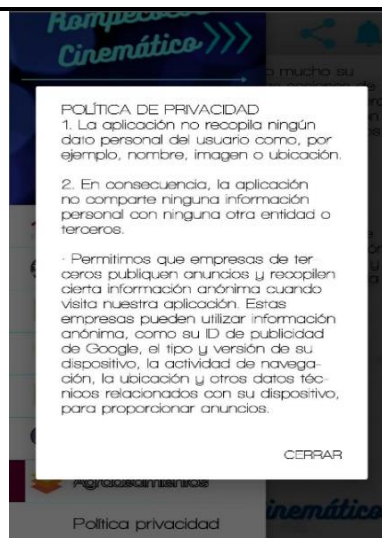 Rompecocos
Cinemático
o mucho su
POLÍTICA DE PRIVACIDAD
1. La aplicación no recopila ningún
dato personal del usuario como, por
ejemplo, nombre, imagen o ubicación.
2. En consecuencia, la aplicación
no comparte ninguna información
personal con ninguna otra entidad o
terceros.
· Permitimos que empresas de ter-
ceros publiquen anuncios y recopilen
cierta información anónima cuando
visita nuestra aplicación. Estas
empresas pueden utilizar información
anónima, como su ID de publicidad
de Google, el tipo y versión de su
dispositivo, la actividad de navega-
ción, la ubicación y otros datos téc-
nicos relacionados con su dispositivo,
para proporcionar anuncios.
CERRAR
Agradecimientos
Política privacidad
inemático